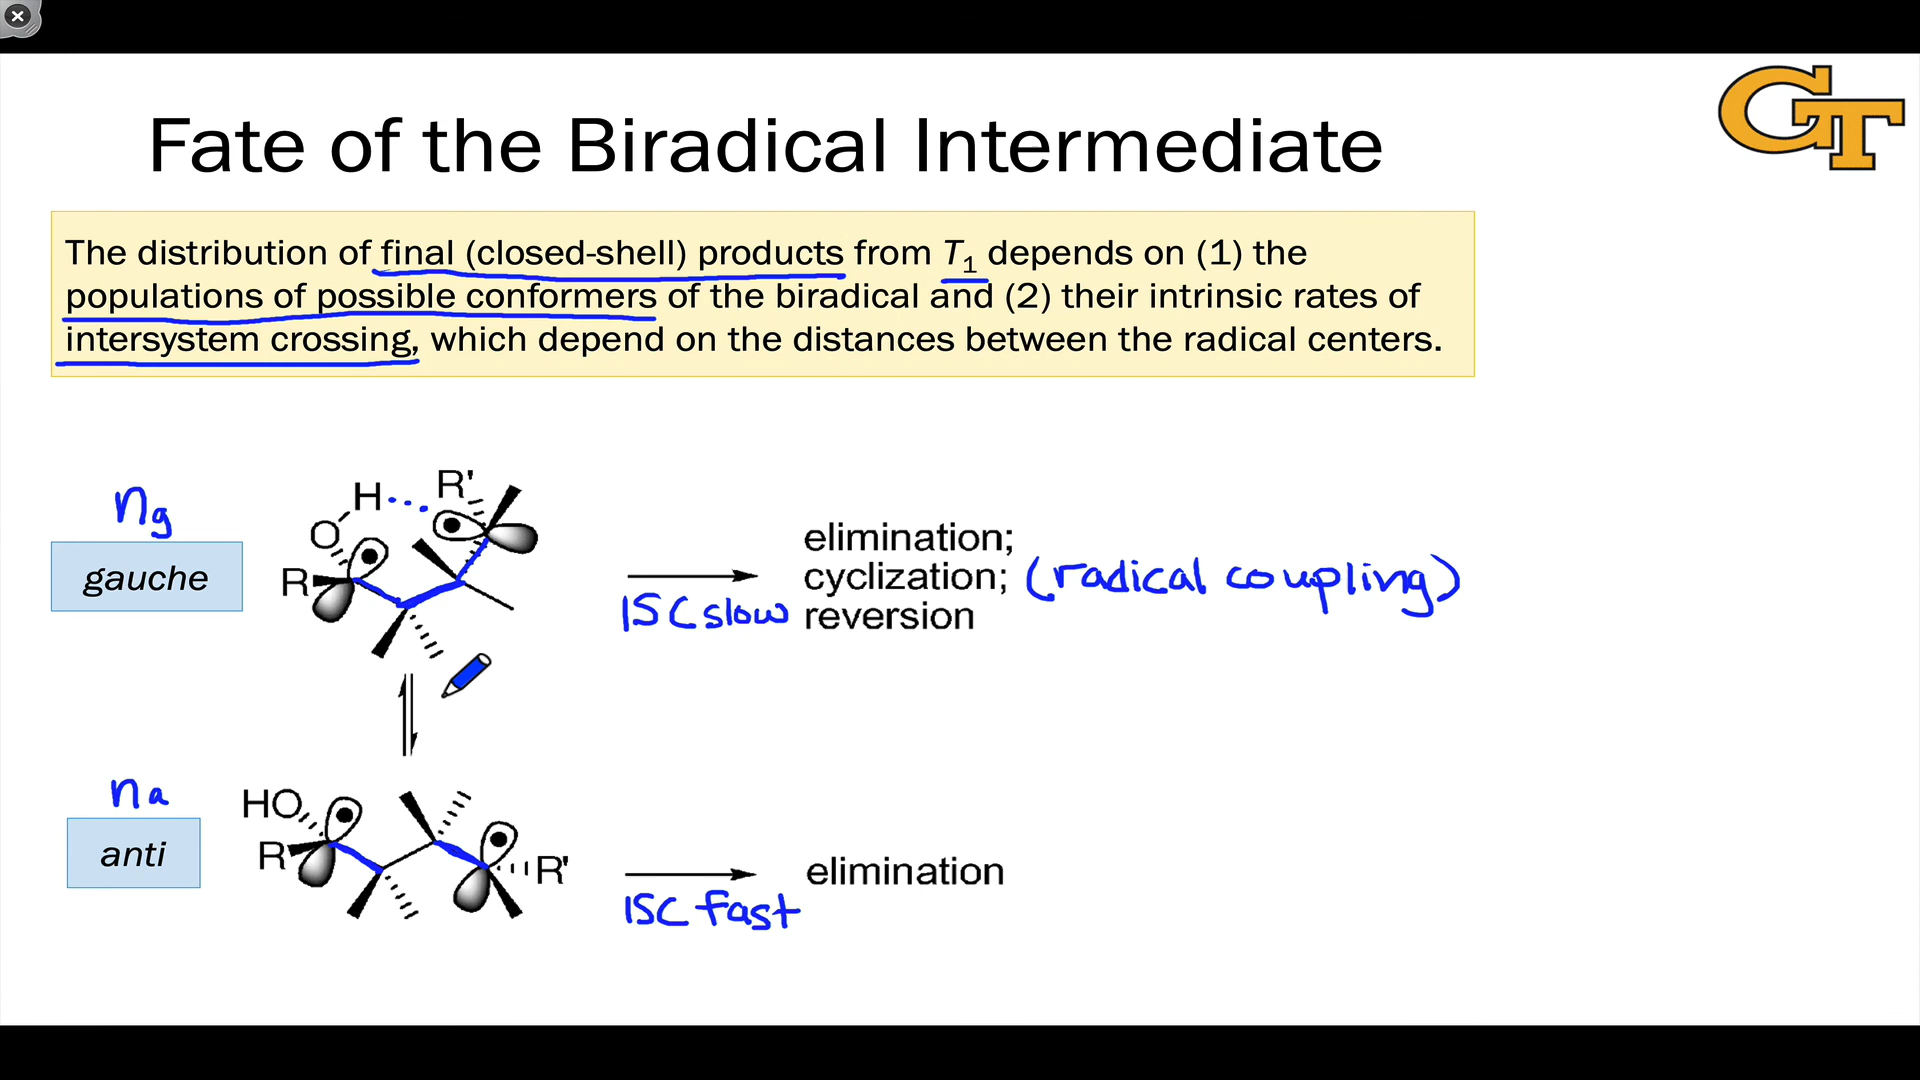 GT
Fate of the Biradical Intermediate
The distribution of final (closed-shell) products from T₁ depends on (1) the
populations of possible conformers of the biradical and (2) their intrinsic rates of
intersystem crossing, which depend on the distances between the radical centers.
ng
gauche
H R'
O
R
elimination;
cyclization; (radical coupling)
ISC slow reversion
na
anti
HO
R R'
elimination
ISC fast